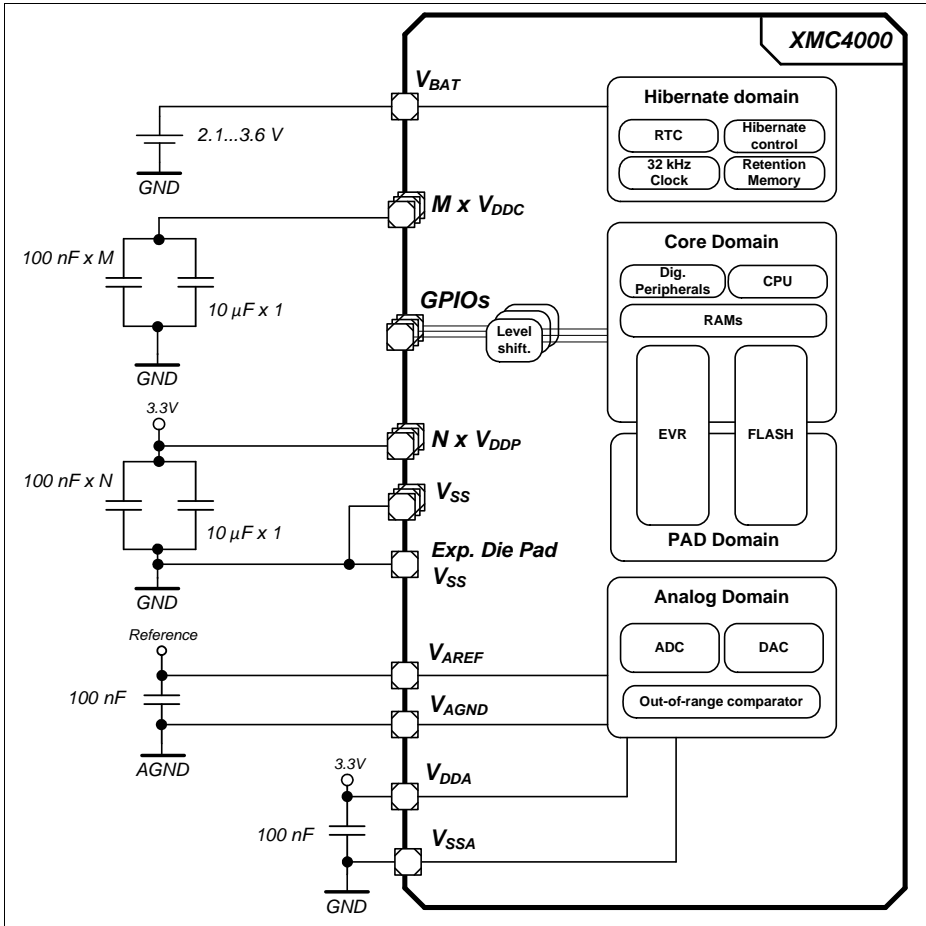 XMC4000
VBAT
Hibernate domain
RTC
Hibernate
control
32 kHz
Clock
Retention
Memory
2.1...3.6 V
GND
M x VDDC
100 nF x M
10 µF x 1
GND
Core Domain
Dig.
Peripherals
CPU
RAMs
GPIOs
Level
shift.
EVR
FLASH
PAD Domain
3.3V
N x VDDP
100 nF x N
10 µF x 1
VSS
Exp. Die Pad
VSS
GND
Analog Domain
ADC
DAC
Out-of-range comparator
Reference
VAREF
100 nF
VAGND
AGND
3.3V
VDDA
100 nF
VSSA
GND